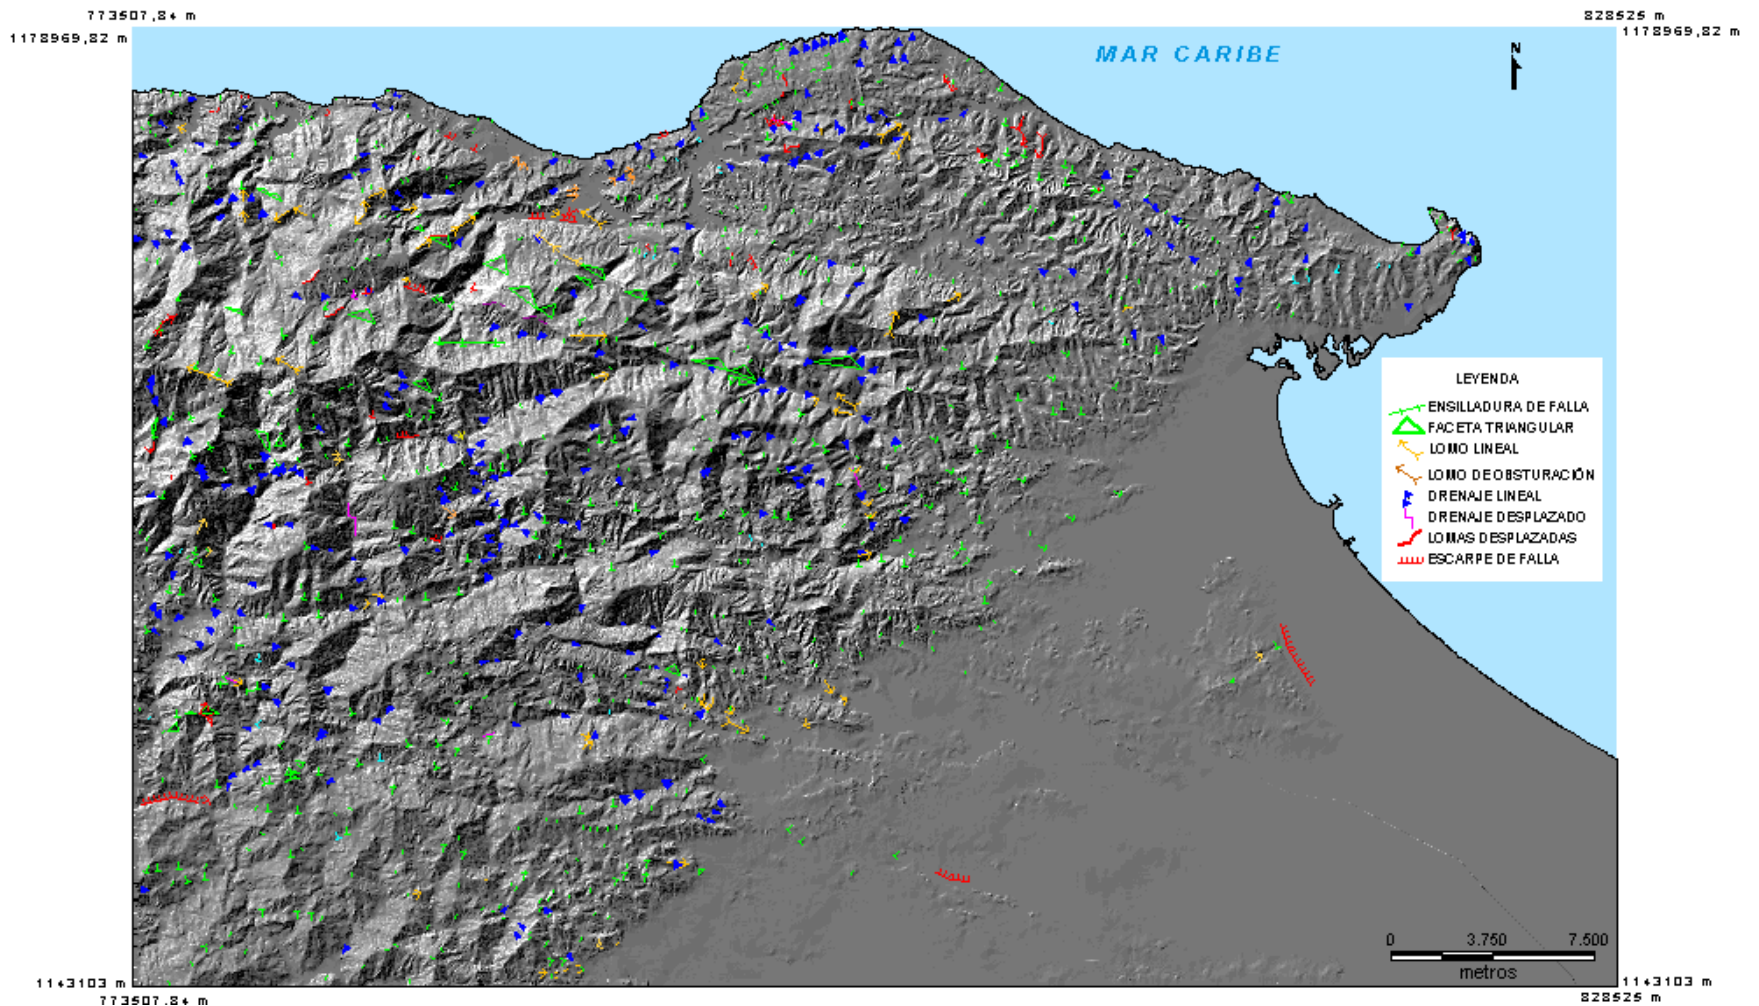 773507,84 m
828525 m
1178969,82 m
1178969,82 m
MAR CARIBE
N
LEYENDA
ENSILLADURA DE FALLA
FACETA TRIANGULAR
LOMO LINEAL
LOMO DE OBSTURACIÓN
DRENAJE LINEAL
DRENAJE DESPLAZADO
LOMAS DESPLAZADAS
ESCARPE DE FALLA
0 3.750 7.500
metros
1143103 m
1143103 m
773507,84 m
828525 m